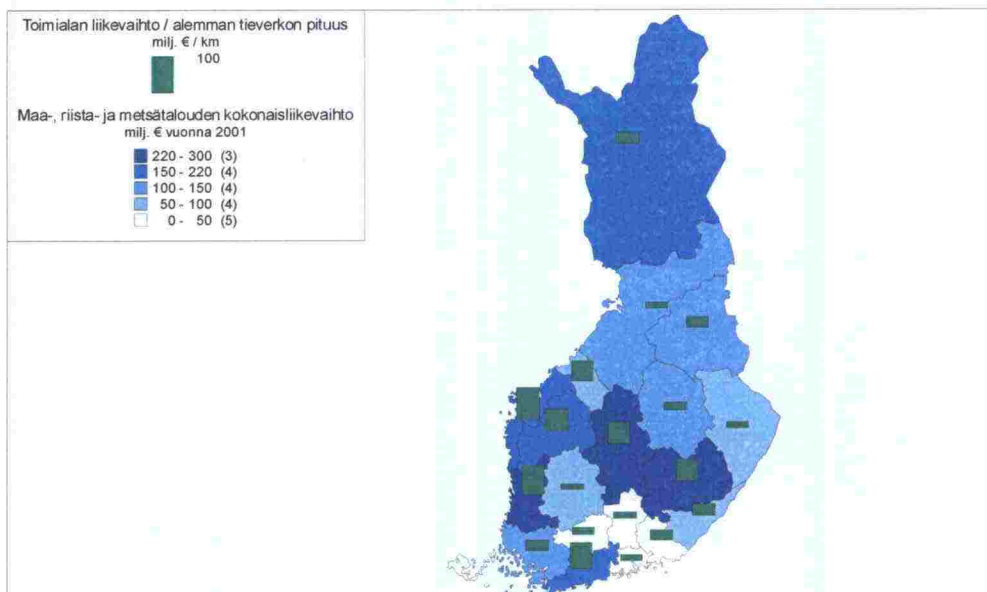 Toimialan liikevaihto / alemman tieverkon pituus
milj. € / km
100
Maa-, riista- ja metsätalouden kokonaisliikevaihto
milj. € vuonna 2001
220 - 300 (3)
150 - 220 (4)
100 - 150 (4)
50 - 100 (4)
0 - 50 (5)